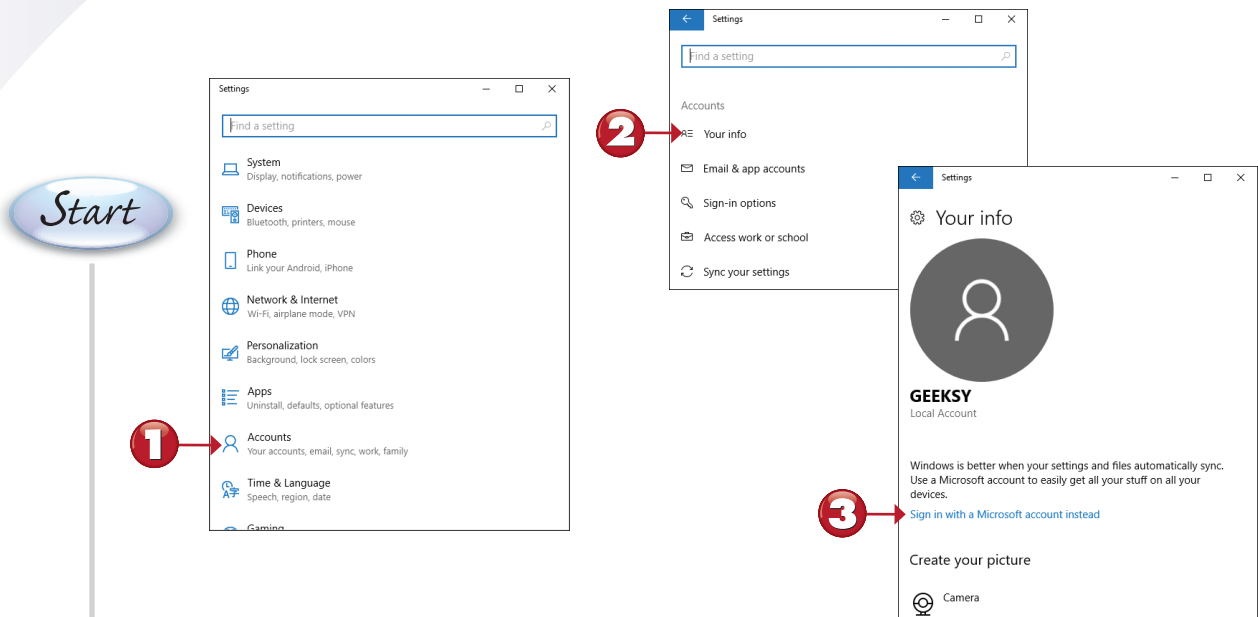 Start
Settings
Find a setting
System
Display, notifications, power
Devices
Bluetooth, printers, mouse
Phone
Link your Android, iPhone
Network & Internet
Wi-Fi, airplane mode, VPN
Personalization
Background, lock screen, colors
Apps
Uninstall, defaults, optional features
1
Accounts
Your accounts, email, sync, work, family
Time & Language
Speech, region, date
Gaming
Settings
Find a setting
Accounts
2
Your info
Email & app accounts
Sign-in options
Access work or school
Sync your settings
Settings
Your info
GEEKSY
Local Account
Windows is better when your settings and files automatically sync.
Use a Microsoft account to easily get all your stuff on all your
devices.
3
Sign in with a Microsoft account instead
Create your picture
Camera